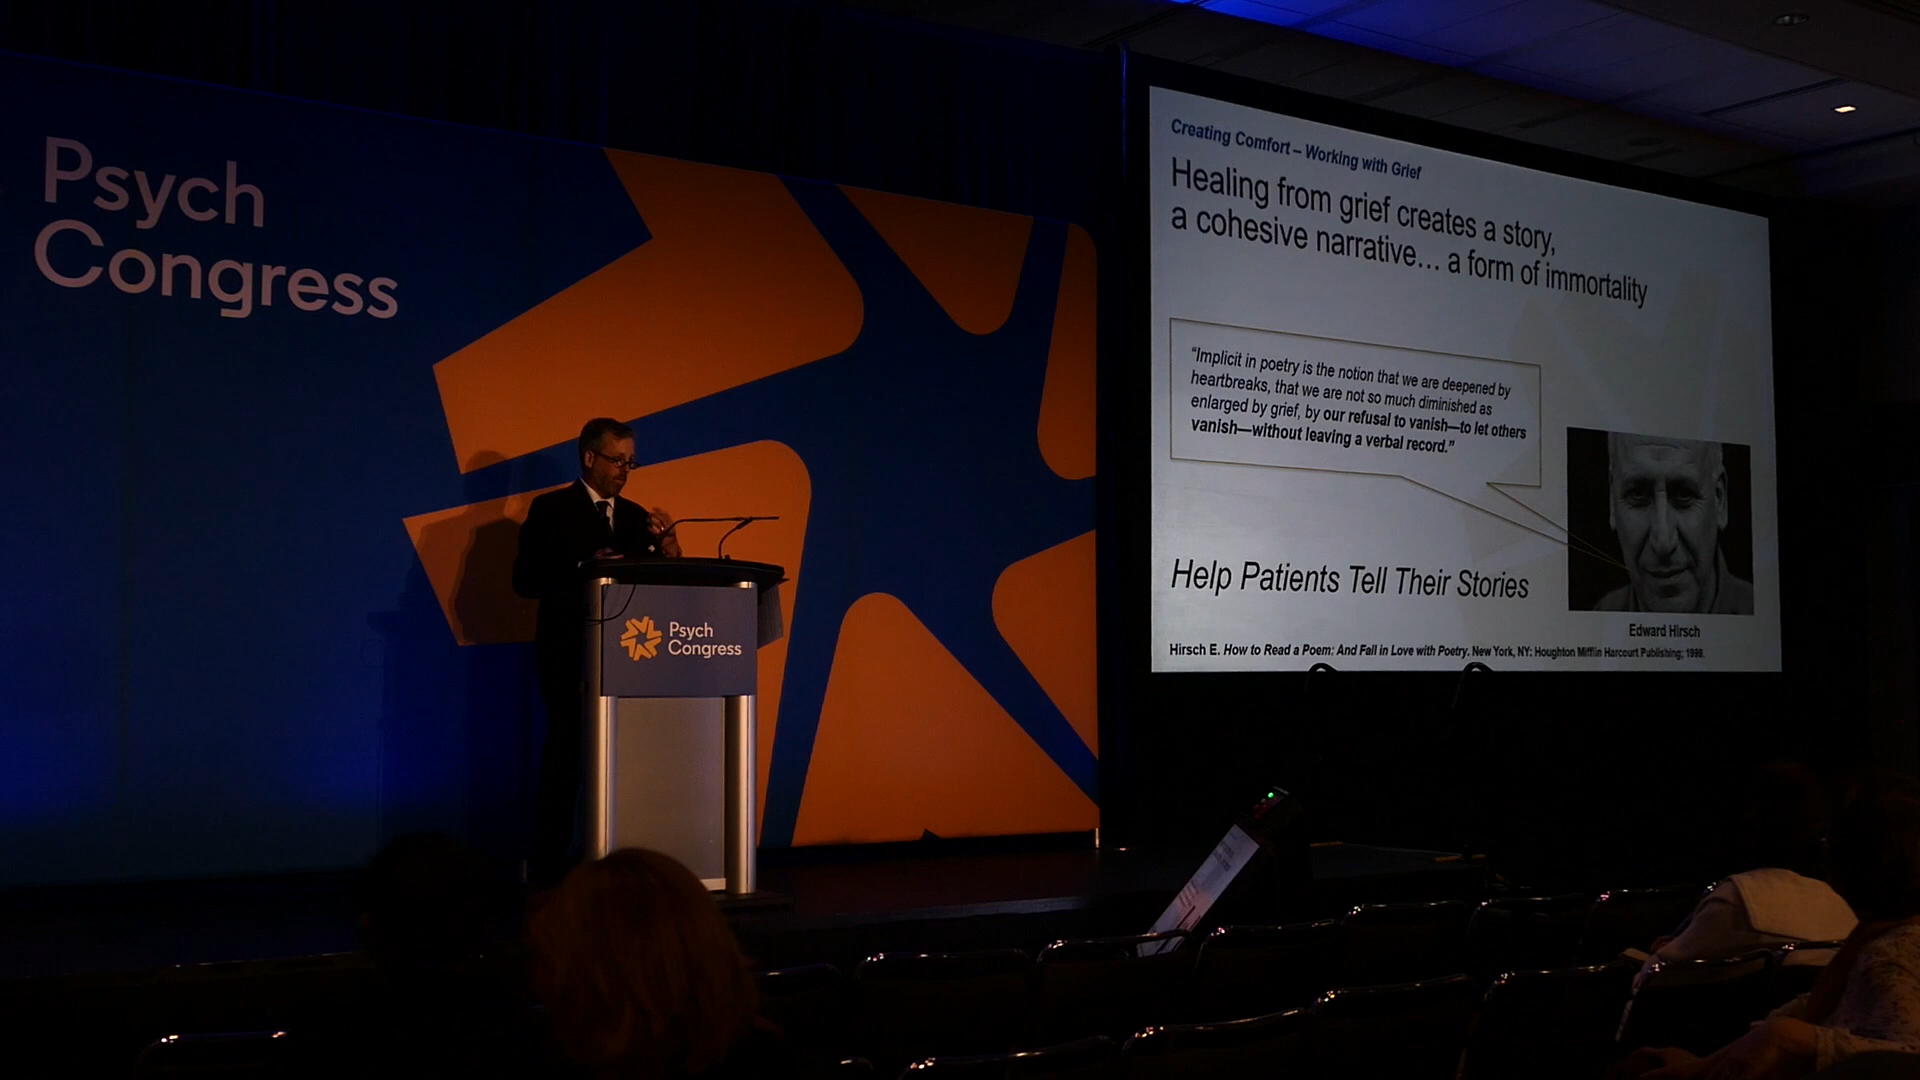 Psych
Congress
Creating Comfort – Working with Grief
Healing from grief creates a story,
a cohesive narrative… a form of immortality
“Implicit in poetry is the notion that we are deepened by
heartbreaks, that we are not so much diminished as
enlarged by grief, by our refusal to vanish—to let others
vanish—without leaving a verbal record.”
Help Patients Tell Their Stories
Edward Hirsch
Hirsch E. How to Read a Poem: And Fall in Love with Poetry. New York, NY: Houghton Mifflin Harcourt Publishing; 1999.
Psych
Congress